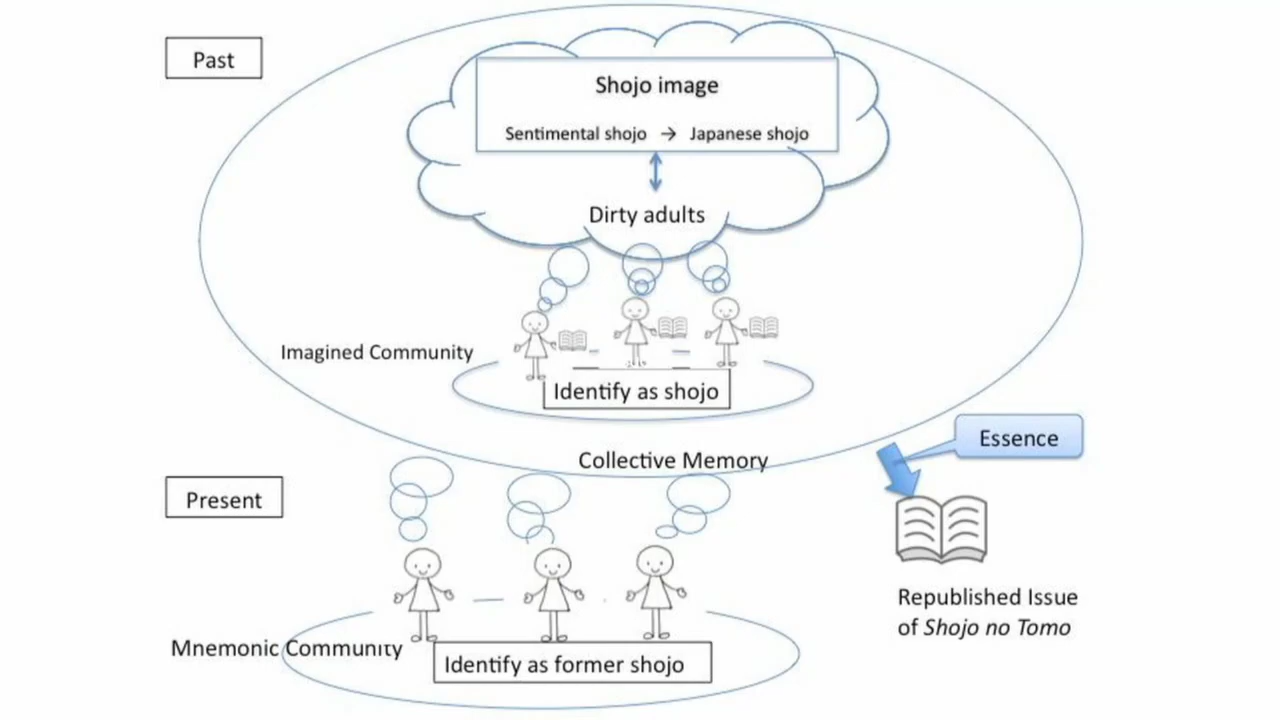 Past
Shojo image
Sentimental shojo → Japanese shojo
Dirty adults
Imagined Community
Identify as shojo
Collective Memory
Essence
Present
Republished Issue
of Shojo no Tomo
Mnemonic Community
Identify as former shojo